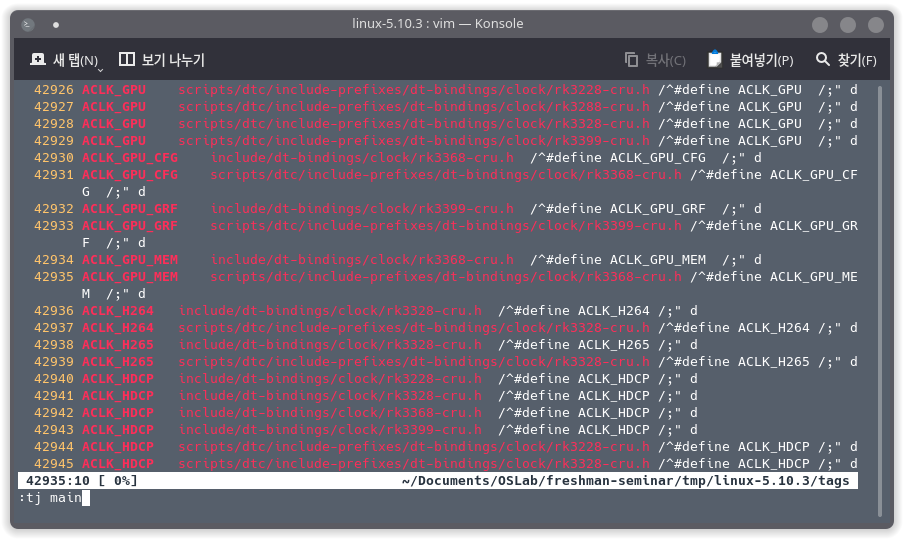 linux-5.10.3 : vim — Konsole
새 탭(N) 보기 나누기 복사(C) 붙여넣기(P) 찾기(F)
42926 ACLK_GPU scripts/dtc/include-prefixes/dt-bindings/clock/rk3228-cru.h /^#define ACLK_GPU /;" d
42927 ACLK_GPU scripts/dtc/include-prefixes/dt-bindings/clock/rk3288-cru.h /^#define ACLK_GPU /;" d
42928 ACLK_GPU scripts/dtc/include-prefixes/dt-bindings/clock/rk3328-cru.h /^#define ACLK_GPU /;" d
42929 ACLK_GPU scripts/dtc/include-prefixes/dt-bindings/clock/rk3399-cru.h /^#define ACLK_GPU /;" d
42930 ACLK_GPU_CFG include/dt-bindings/clock/rk3368-cru.h /^#define ACLK_GPU_CFG /;" d
42931 ACLK_GPU_CFG scripts/dtc/include-prefixes/dt-bindings/clock/rk3368-cru.h /^#define ACLK_GPU_CF
G /;" d
42932 ACLK_GPU_GRF include/dt-bindings/clock/rk3399-cru.h /^#define ACLK_GPU_GRF /;" d
42933 ACLK_GPU_GRF scripts/dtc/include-prefixes/dt-bindings/clock/rk3399-cru.h /^#define ACLK_GPU_GR
F /;" d
42934 ACLK_GPU_MEM include/dt-bindings/clock/rk3368-cru.h /^#define ACLK_GPU_MEM /;" d
42935 ACLK_GPU_MEM scripts/dtc/include-prefixes/dt-bindings/clock/rk3368-cru.h /^#define ACLK_GPU_ME
M /;" d
42936 ACLK_H264 include/dt-bindings/clock/rk3328-cru.h /^#define ACLK_H264 /;" d
42937 ACLK_H264 scripts/dtc/include-prefixes/dt-bindings/clock/rk3328-cru.h /^#define ACLK_H264 /;" d
42938 ACLK_H265 include/dt-bindings/clock/rk3328-cru.h /^#define ACLK_H265 /;" d
42939 ACLK_H265 scripts/dtc/include-prefixes/dt-bindings/clock/rk3328-cru.h /^#define ACLK_H265 /;" d
42940 ACLK_HDCP include/dt-bindings/clock/rk3228-cru.h /^#define ACLK_HDCP /;" d
42941 ACLK_HDCP include/dt-bindings/clock/rk3328-cru.h /^#define ACLK_HDCP /;" d
42942 ACLK_HDCP include/dt-bindings/clock/rk3368-cru.h /^#define ACLK_HDCP /;" d
42943 ACLK_HDCP include/dt-bindings/clock/rk3399-cru.h /^#define ACLK_HDCP /;" d
42944 ACLK_HDCP scripts/dtc/include-prefixes/dt-bindings/clock/rk3228-cru.h /^#define ACLK_HDCP /;" d
42945 ACLK_HDCP scripts/dtc/include-prefixes/dt-bindings/clock/rk3328-cru.h /^#define ACLK_HDCP /;" d
42935:10 [ 0%] ~/Documents/OSLab/freshman-seminar/tmp/linux-5.10.3/tags
:tj main